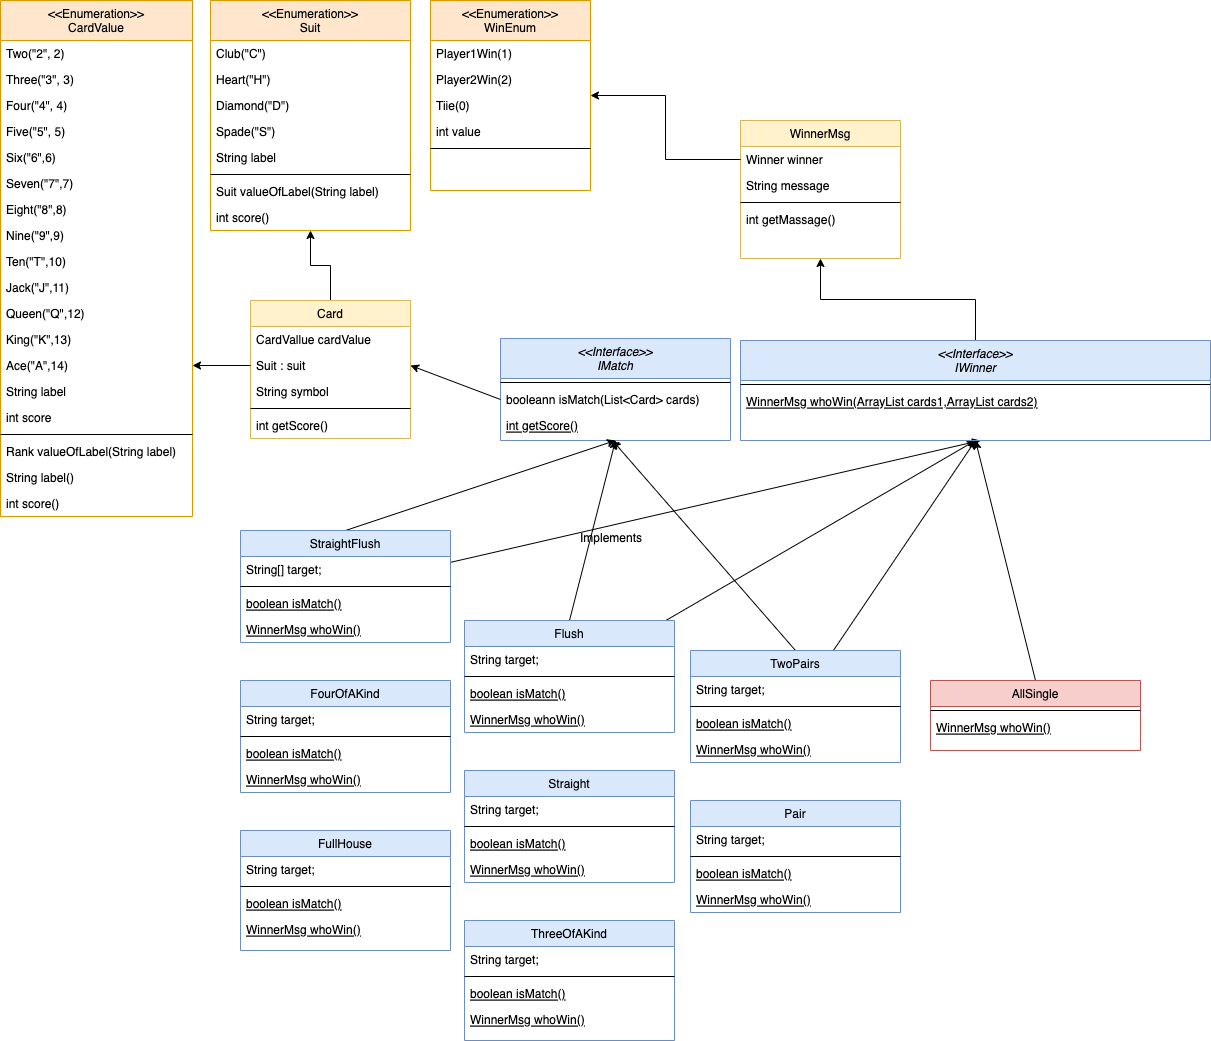 <<Enumeration>>
CardValue
Two("2", 2)
Three("3", 3)
Four("4", 4)
Five("5", 5)
Six("6",6)
Seven("7",7)
Eight("8",8)
Nine("9",9)
Ten("T",10)
Jack("J",11)
Queen("Q",12)
King("K",13)
Ace("A",14)
String label
int score
Rank valueOfLabel(String label)
String label()
int score()
<<Enumeration>>
Suit
Club("C")
Heart("H")
Diamond("D")
Spade("S")
String label
Suit valueOfLabel(String label)
int score()
<<Enumeration>>
WinEnum
Player1Win(1)
Player2Win(2)
Tiie(0)
int value
WinnerMsg
Winner winner
String message
int getMassage()
Card
CardVallue cardValue
Suit : suit
String symbol
int getScore()
<<Interface>>
IMatch
booleann isMatch(List<Card> cards)
int getScore()
<<Interface>>
IWinner
WinnerMsg whoWin(ArrayList cards1,ArrayList cards2)
Implements
StraightFlush
String[] target;
boolean isMatch()
WinnerMsg whoWin()
FourOfAKind
String target;
boolean isMatch()
WinnerMsg whoWin()
FullHouse
String target;
boolean isMatch()
WinnerMsg whoWin()
Flush
String target;
boolean isMatch()
WinnerMsg whoWin()
Straight
String target;
boolean isMatch()
WinnerMsg whoWin()
ThreeOfAKind
String target;
boolean isMatch()
WinnerMsg whoWin()
TwoPairs
String target;
boolean isMatch()
WinnerMsg whoWin()
Pair
String target;
boolean isMatch()
WinnerMsg whoWin()
AllSingle
WinnerMsg whoWin()